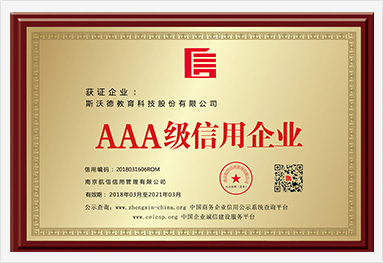 获证企业：
斯沃德教育科技股份有限公司
AAA级信用企业
信用编码：2018031606RDM
南京航信信用管理有限公司
有效期：2018年03月至2021年03月
公示查询：www.zhengxin-china.org 中国商务企业信用公示系统查询平台
www.ceicsp.org 中国企业诚信建设服务平台